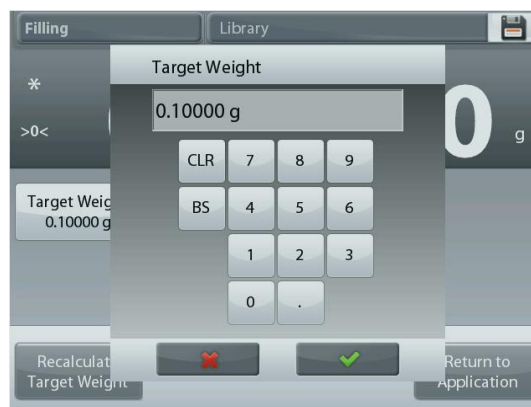 Filling
Library
*
>0<
0
g
Target Weight
0.10000 g
CLR 7 8 9
BS 4 5 6
1 2 3
0 .
Target Weig
0.10000 g
Recalculat
Target Weight
Return to
Application